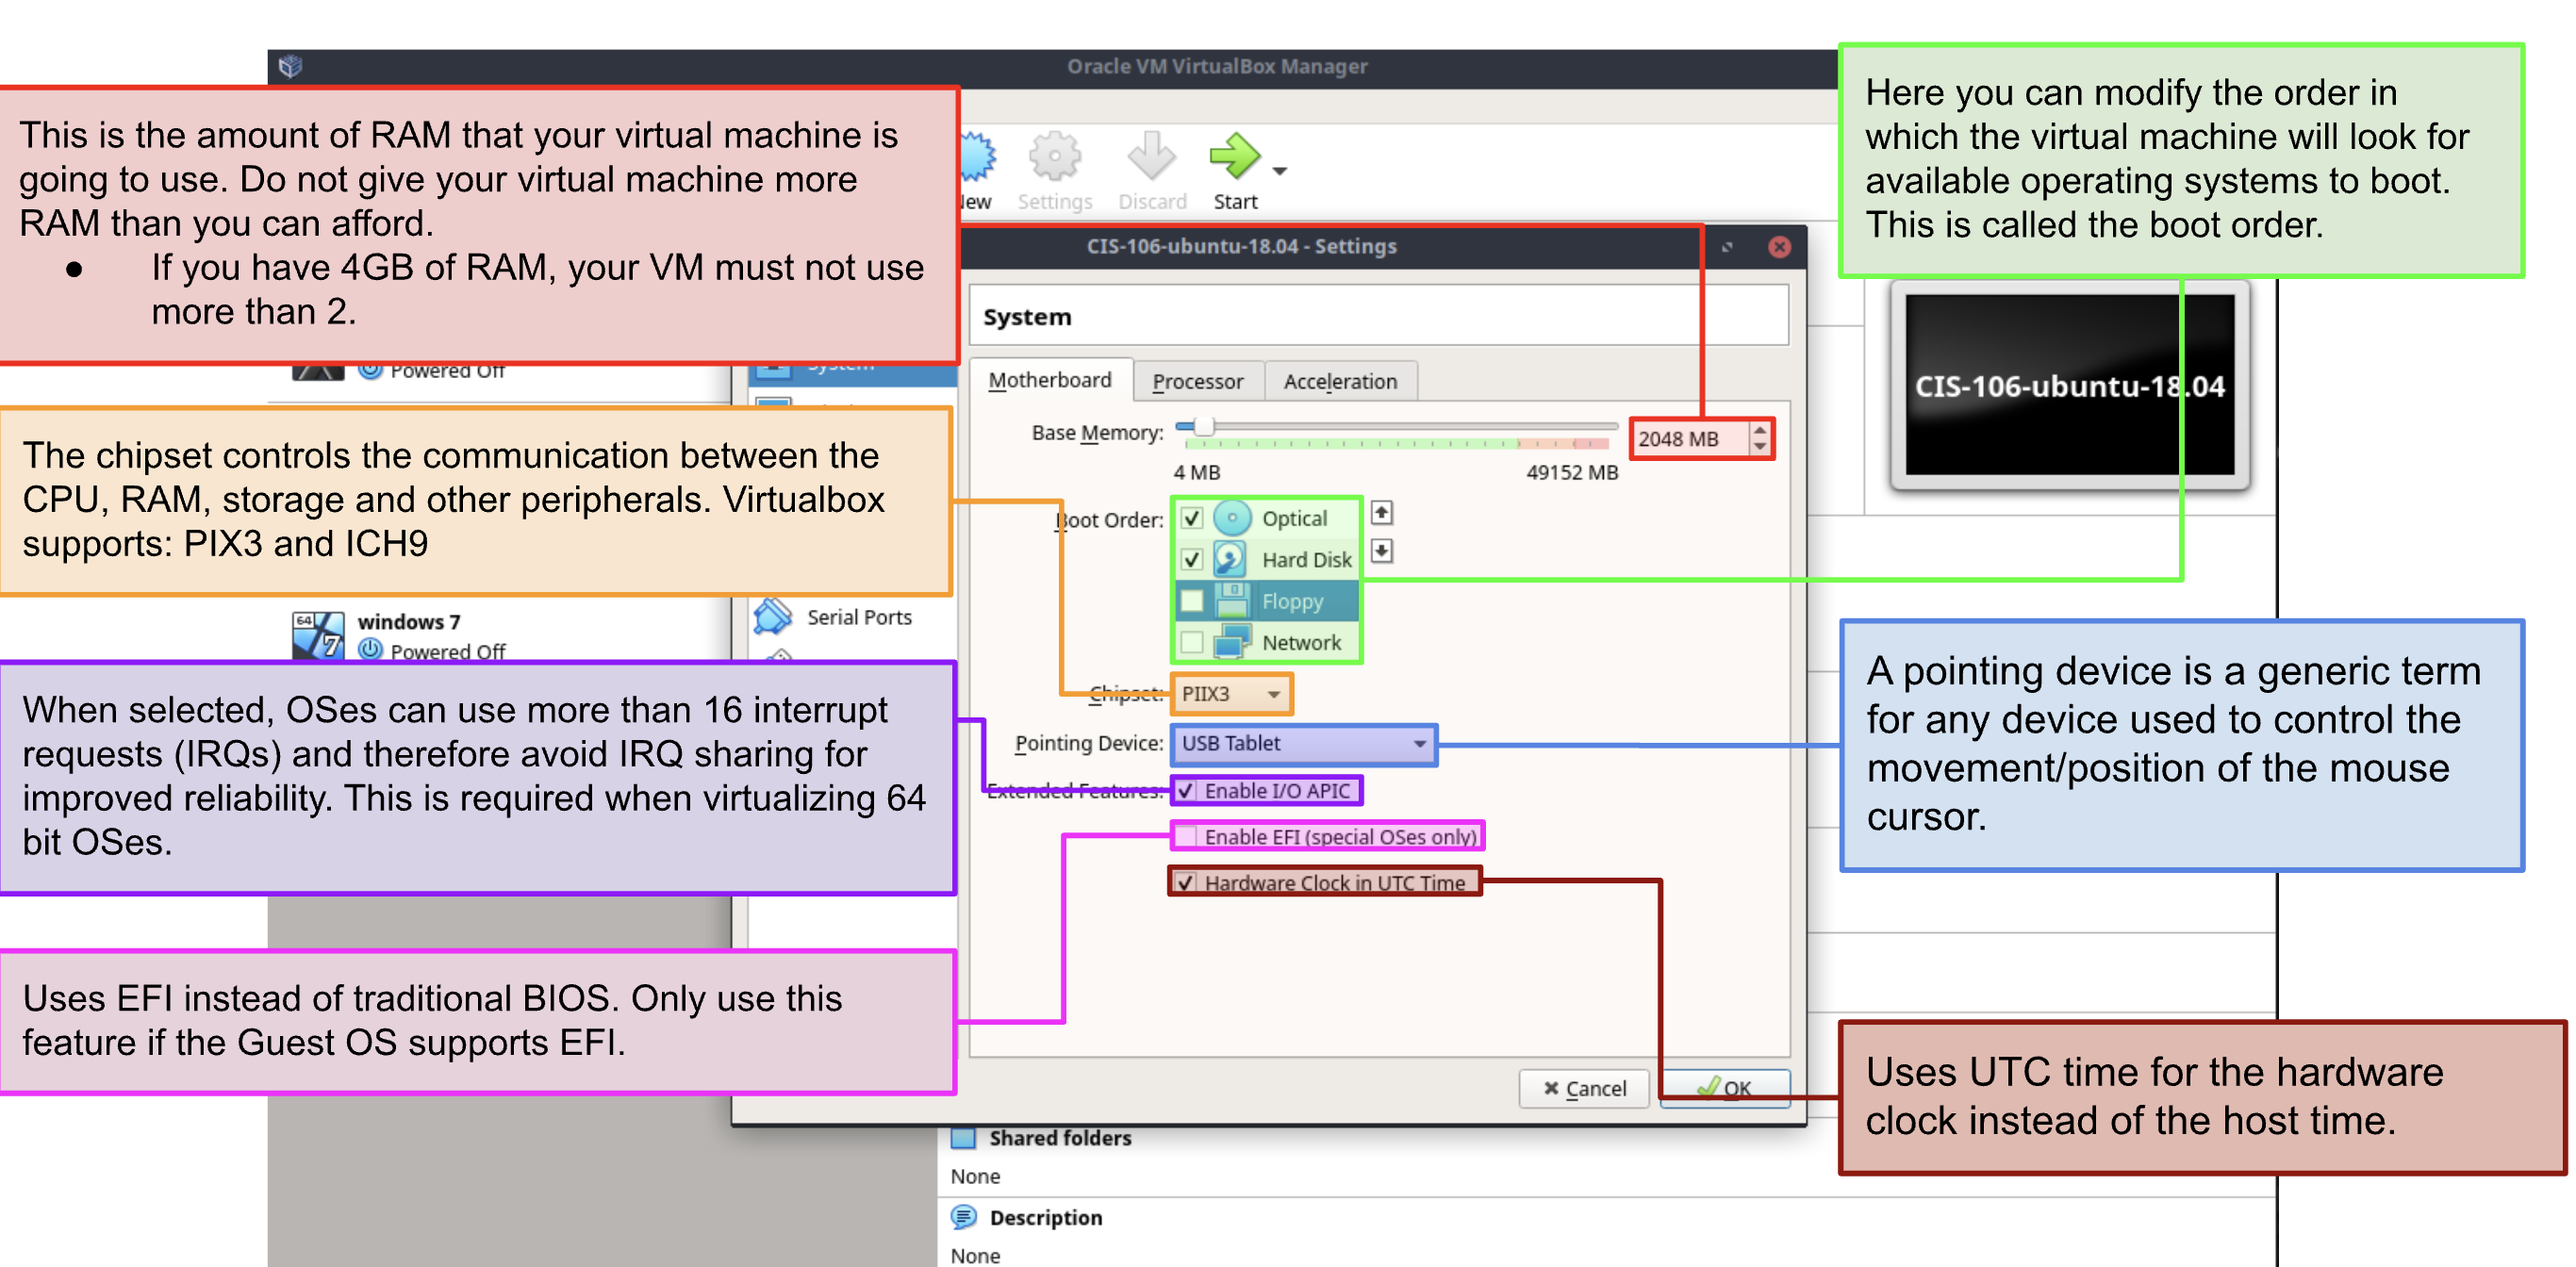 Oracle VM VirtualBox Manager
This is the amount of RAM that your virtual machine is
going to use. Do not give your virtual machine more
RAM than you can afford.
● If you have 4GB of RAM, your VM must not use
more than 2.
Here you can modify the order in
which the virtual machine will look for
available operating systems to boot.
This is called the boot order.
Settings
Discard
Start
CIS-106-ubuntu-18.04 - Settings
System
Powered Off
Motherboard
Processor
Acceleration
CIS-106-ubuntu-18.04
Base Memory:
2048 MB
4 MB
49152 MB
The chipset controls the communication between the
CPU, RAM, storage and other peripherals. Virtualbox
supports: PIX3 and ICH9
Boot Order:
Optical
Hard Disk
Floppy
Network
Serial Ports
windows 7
64
7
Powered Off
Chipset:
PIIX3
Pointing Device:
USB Tablet
Extended Features:
Enable I/O APIC
Enable EFI (special OSes only)
Hardware Clock in UTC Time
When selected, OSes can use more than 16 interrupt
requests (IRQs) and therefore avoid IRQ sharing for
improved reliability. This is required when virtualizing 64
bit OSes.
A pointing device is a generic term
for any device used to control the
movement/position of the mouse
cursor.
Uses EFI instead of traditional BIOS. Only use this
feature if the Guest OS supports EFI.
Uses UTC time for the hardware
clock instead of the host time.
Cancel
OK
Shared folders
None
Description
None